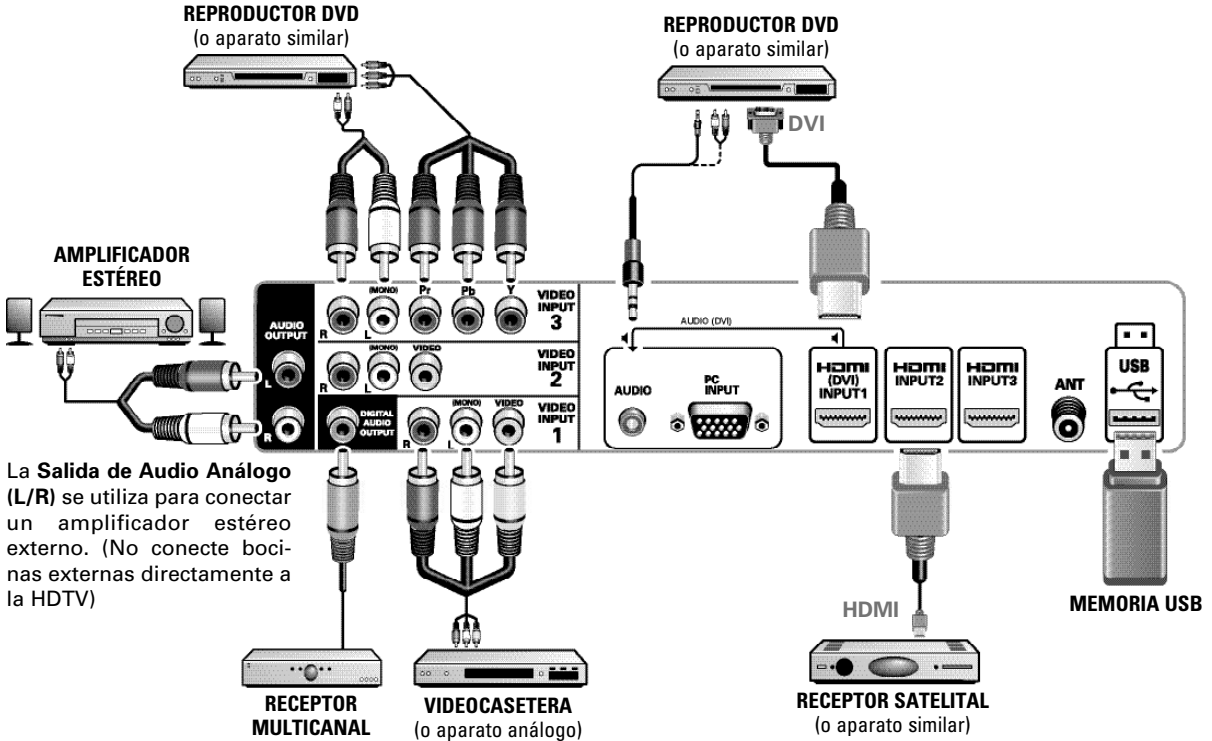 REPRODUCTOR DVD
(o aparato similar)
REPRODUCTOR DVD
(o aparato similar)
DVI
AMPLIFICADOR
ESTÉREO
AUDIO
OUTPUT
L
R
R
(MONO)
L
Pr
Pb
Y
VIDEO
INPUT
3
R
(MONO)
L
VIDEO
VIDEO
INPUT
2
DIGITAL
AUDIO
OUTPUT
R
(MONO)
L
VIDEO
VIDEO
INPUT
1
AUDIO (DVI)
AUDIO
PC
INPUT
HDMI
(DVI)
INPUT1
HDMI
INPUT2
HDMI
INPUT3
ANT
USB
La Salida de Audio Análogo
(L/R) se utiliza para conectar
un amplificador estéreo
externo. (No conecte boci-
nas externas directamente a
la HDTV)
HDMI
MEMORIA USB
RECEPTOR
MULTICANAL
VIDEOCASETERA
(o aparato análogo)
RECEPTOR SATELITAL
(o aparato similar)